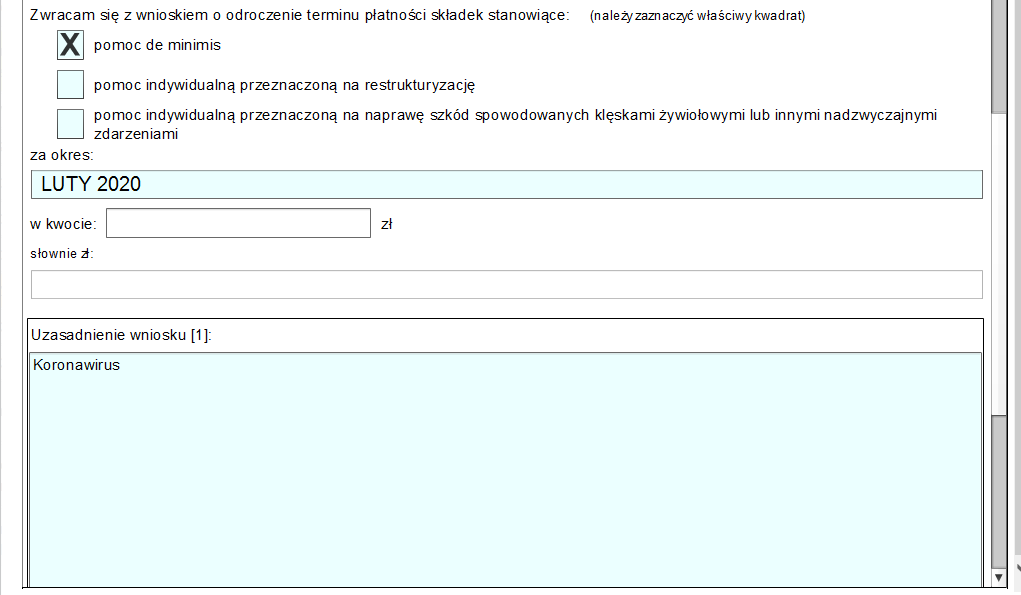 Zwracam się z wnioskiem o odroczenie terminu płatności składek stanowiące: (należy zaznaczyć właściwy kwadrat)
X pomoc de minimis
pomoc indywidualną przeznaczoną na restrukturyzację
pomoc indywidualną przeznaczoną na naprawę szkód spowodowanych klęskami żywiołowymi lub innymi nadzwyczajnymi
zdarzeniami
za okres:
LUTY 2020
w kwocie: zł
słownie zł:
Uzasadnienie wniosku [1]:
Koronawirus